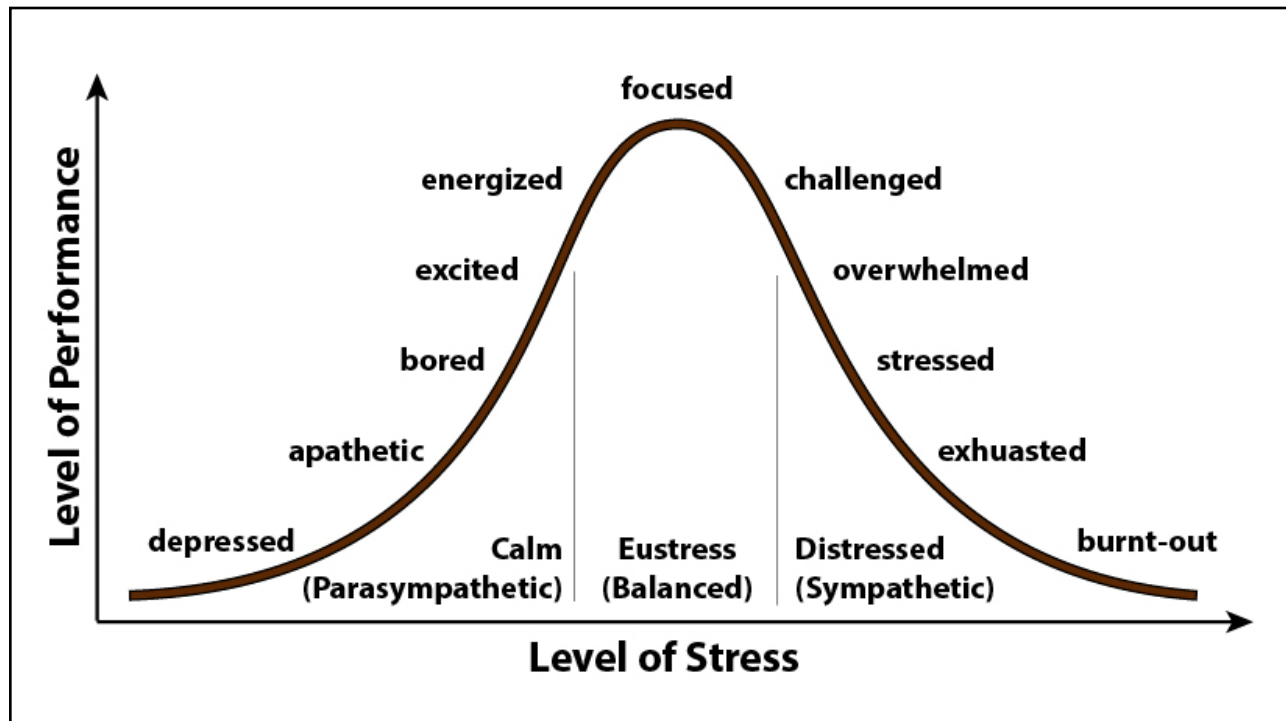 focused
energized
challenged
excited
overwhelmed
bored
stressed
apathetic
exhuasted
depressed
burnt-out
Calm
(Parasympathetic)
Eustress
(Balanced)
Distressed
(Sympathetic)
Level of Performance
Level of Stress